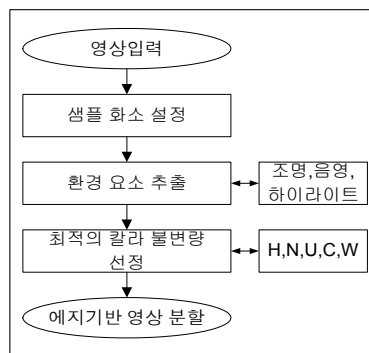 영상입력
샘플 화소 설정
환경 요소 추출
조명,음영,
하이라이트
최적의 칼라 불변량
선정
H,N,U,C,W
에지기반 영상 분할